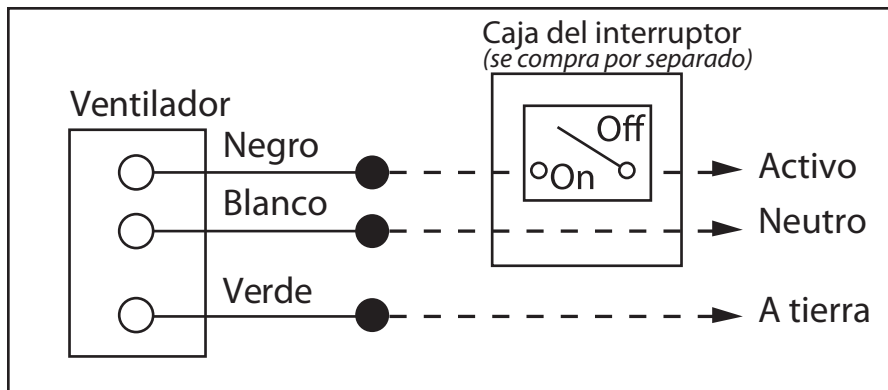 Caja del interruptor
(se compra por separado)
Ventilador
Negro
Off
On
Activo
Blanco
Neutro
Verde
A tierra